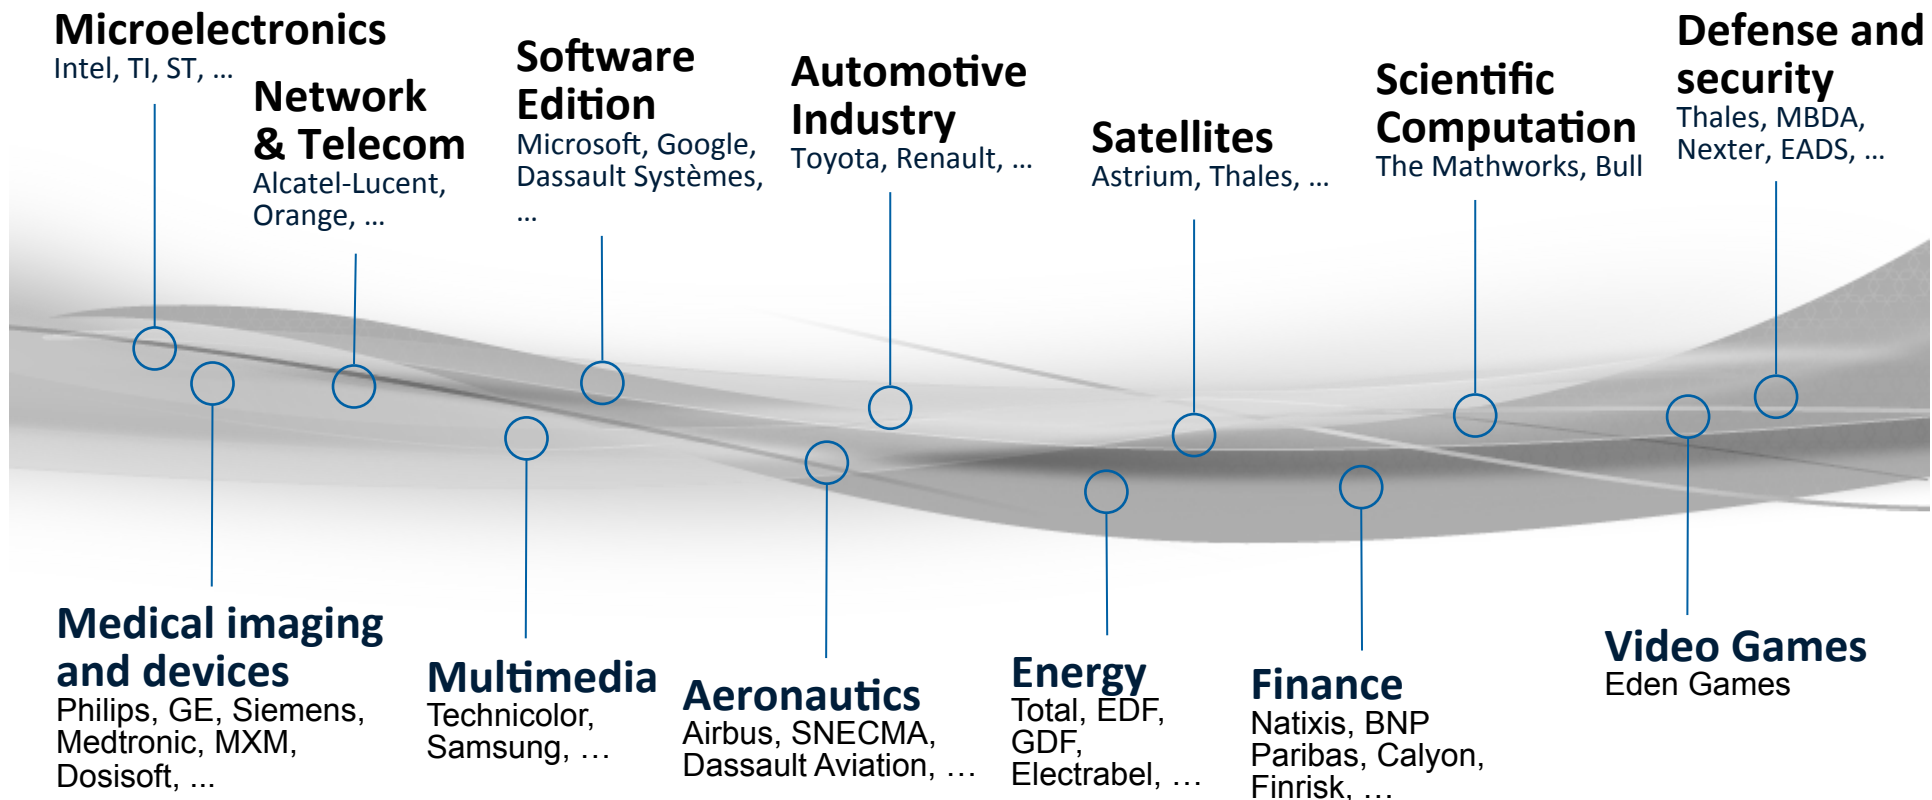 Microelectronics
Intel, TI, ST, …
Network
& Telecom
Alcatel-Lucent,
Orange, …
Software
Edition
Microsoft, Google,
Dassault Systèmes,
…
Automotive
Industry
Toyota, Renault, …
Satellites
Astrium, Thales, …
Scientific
Computation
The Mathworks, Bull
Defense and
security
Thales, MBDA,
Nexter, EADS, …
Medical imaging
and devices
Philips, GE, Siemens,
Medtronic, MXM,
Dosisoft, ...
Multimedia
Technicolor,
Samsung, …
Aeronautics
Airbus, SNECMA,
Dassault Aviation, …
Energy
Total, EDF,
GDF,
Electrabel, …
Finance
Natixis, BNP
Paribas, Calyon,
Finrisk, …
Video Games
Eden Games